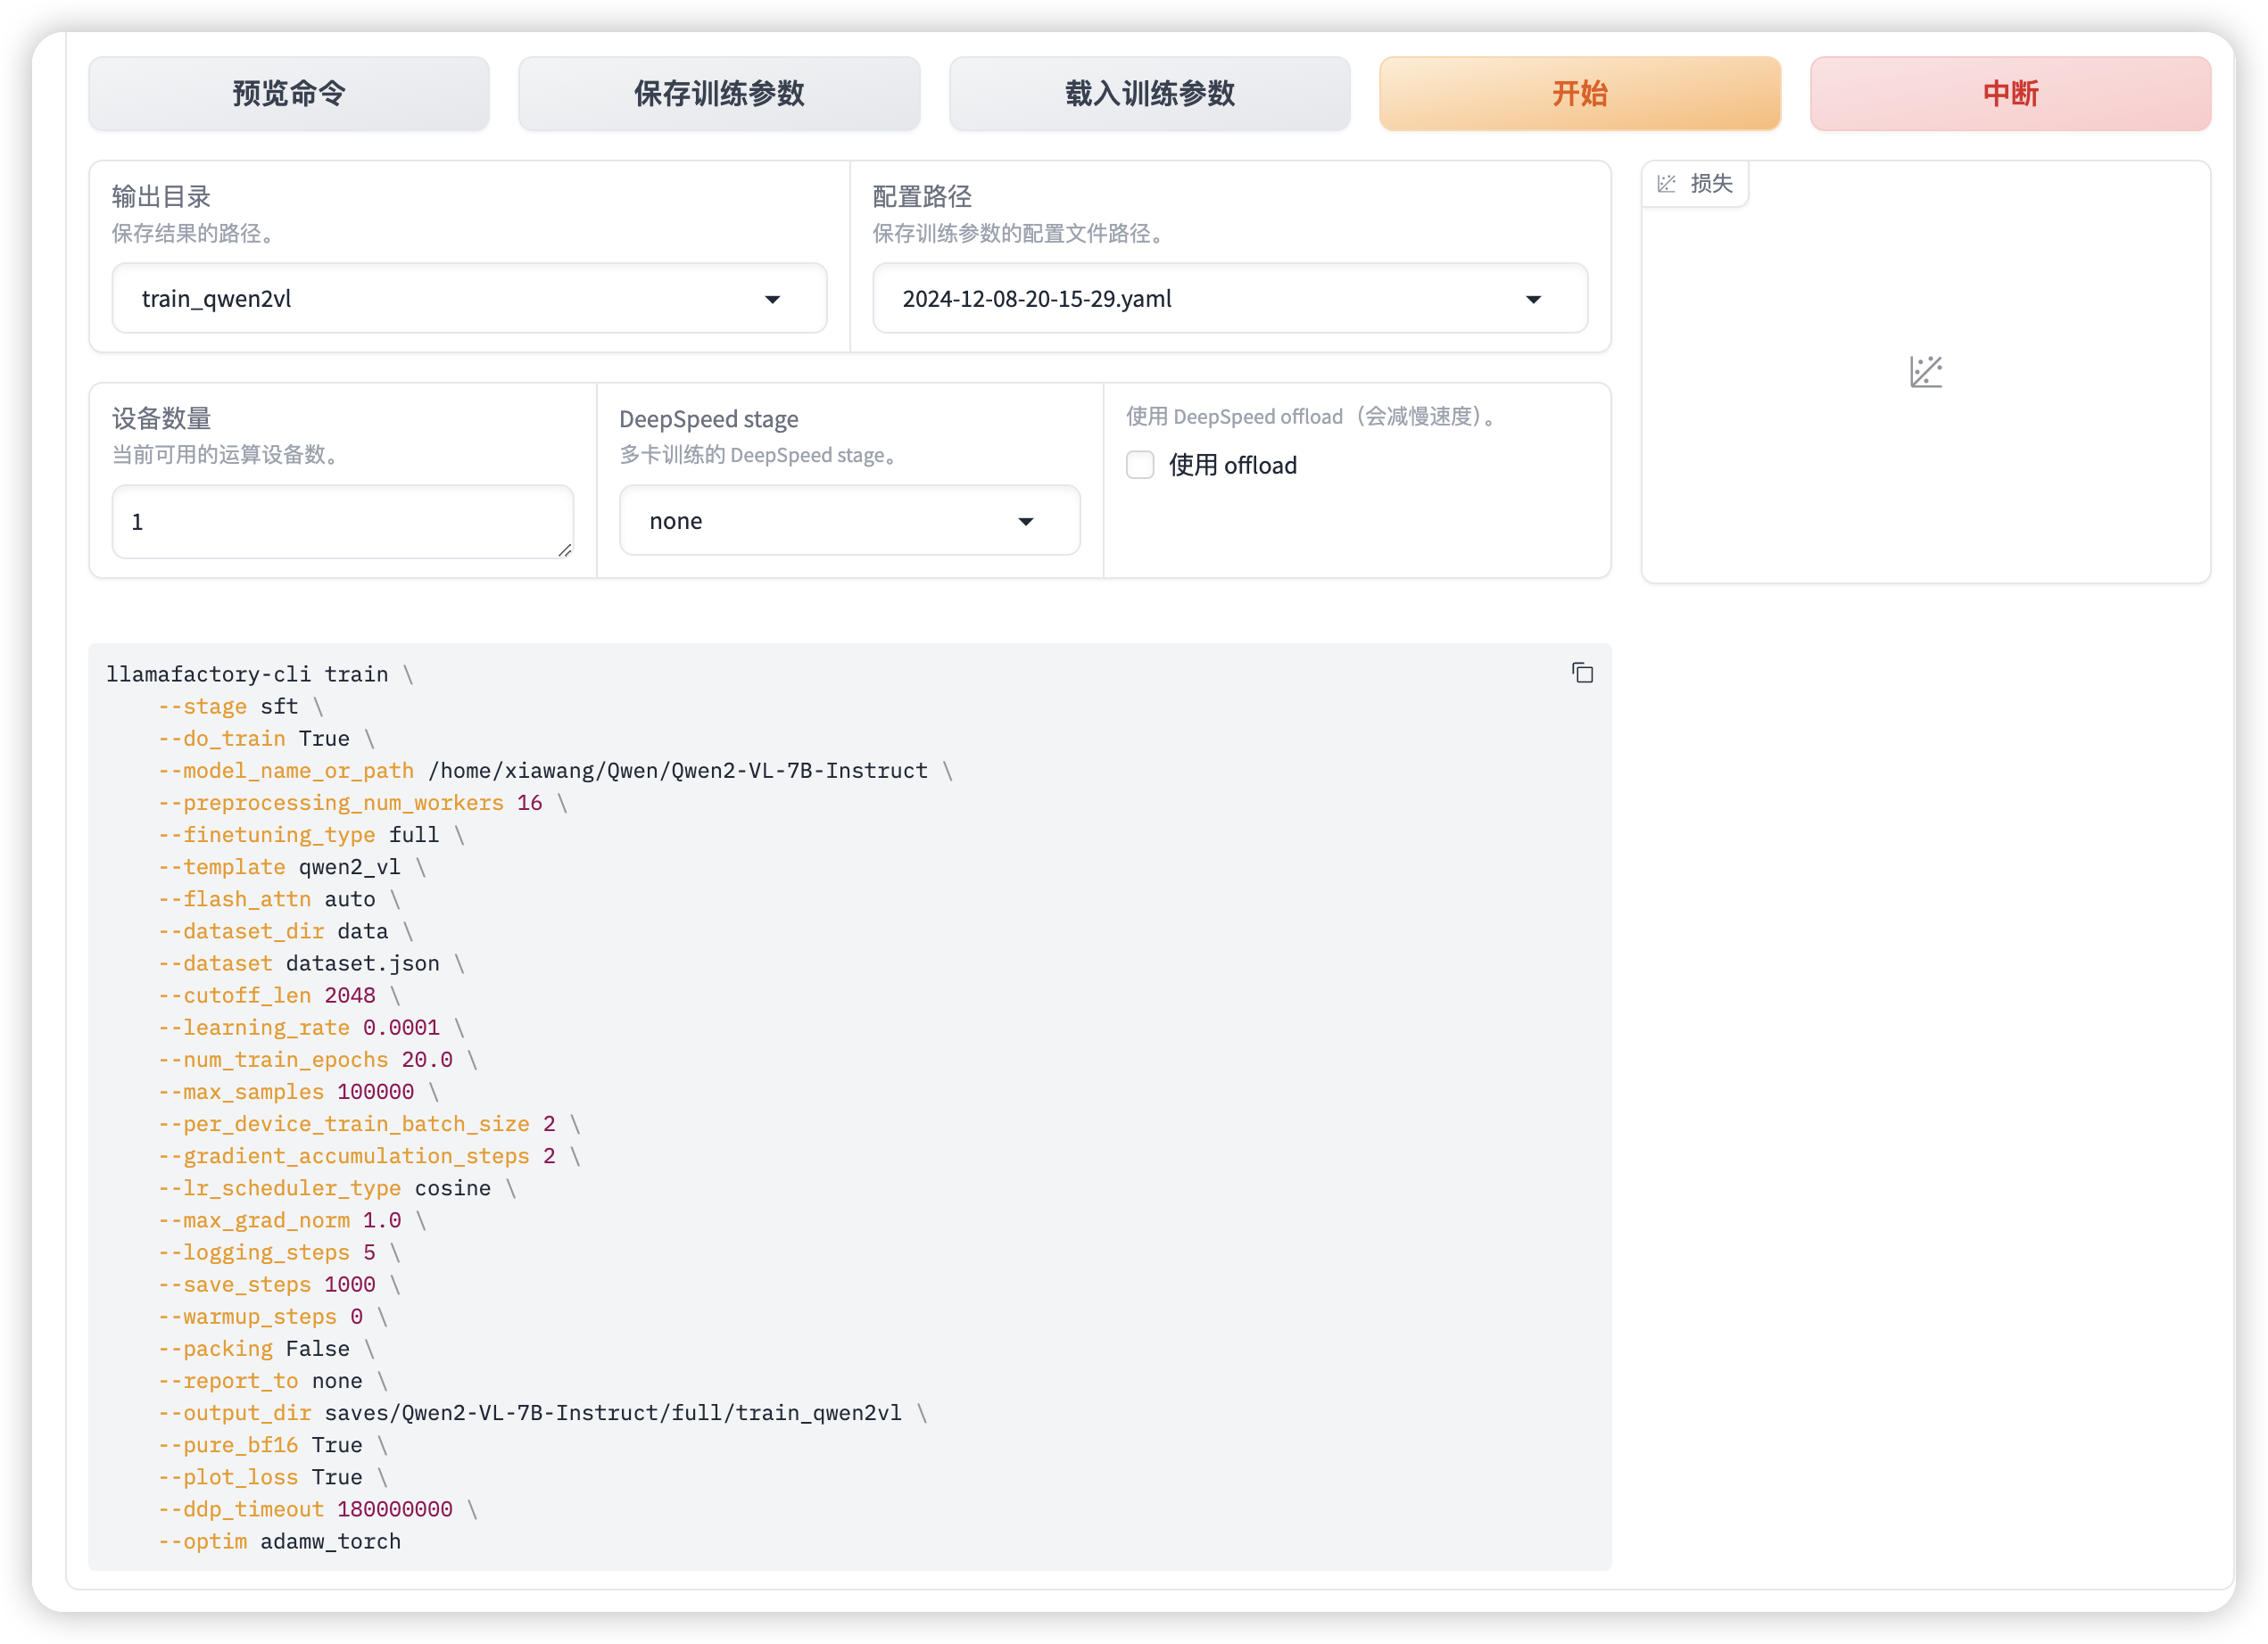 预览命令
保存训练参数
载入训练参数
开始
中断
输出目录
保存结果的路径。
train_qwen2vl
配置路径
保存训练参数的配置文件路径。
2024-12-08-20-15-29.yaml
损失
设备数量
当前可用的运算设备数。
1
DeepSpeed stage
多卡训练的 DeepSpeed stage。
none
使用 DeepSpeed offload（会减慢速度）。
使用 offload
llamafactory-cli train \
--stage sft \
--do_train True \
--model_name_or_path /home/xiawang/Qwen/Qwen2-VL-7B-Instruct \
--preprocessing_num_workers 16 \
--finetuning_type full \
--template qwen2_vl \
--flash_attn auto \
--dataset_dir data \
--dataset dataset.json \
--cutoff_len 2048 \
--learning_rate 0.0001 \
--num_train_epochs 20.0 \
--max_samples 100000 \
--per_device_train_batch_size 2 \
--gradient_accumulation_steps 2 \
--lr_scheduler_type cosine \
--max_grad_norm 1.0 \
--logging_steps 5 \
--save_steps 1000 \
--warmup_steps 0 \
--packing False \
--report_to none \
--output_dir saves/Qwen2-VL-7B-Instruct/full/train_qwen2vl \
--pure_bf16 True \
--plot_loss True \
--ddp_timeout 180000000 \
--optim adamw_torch